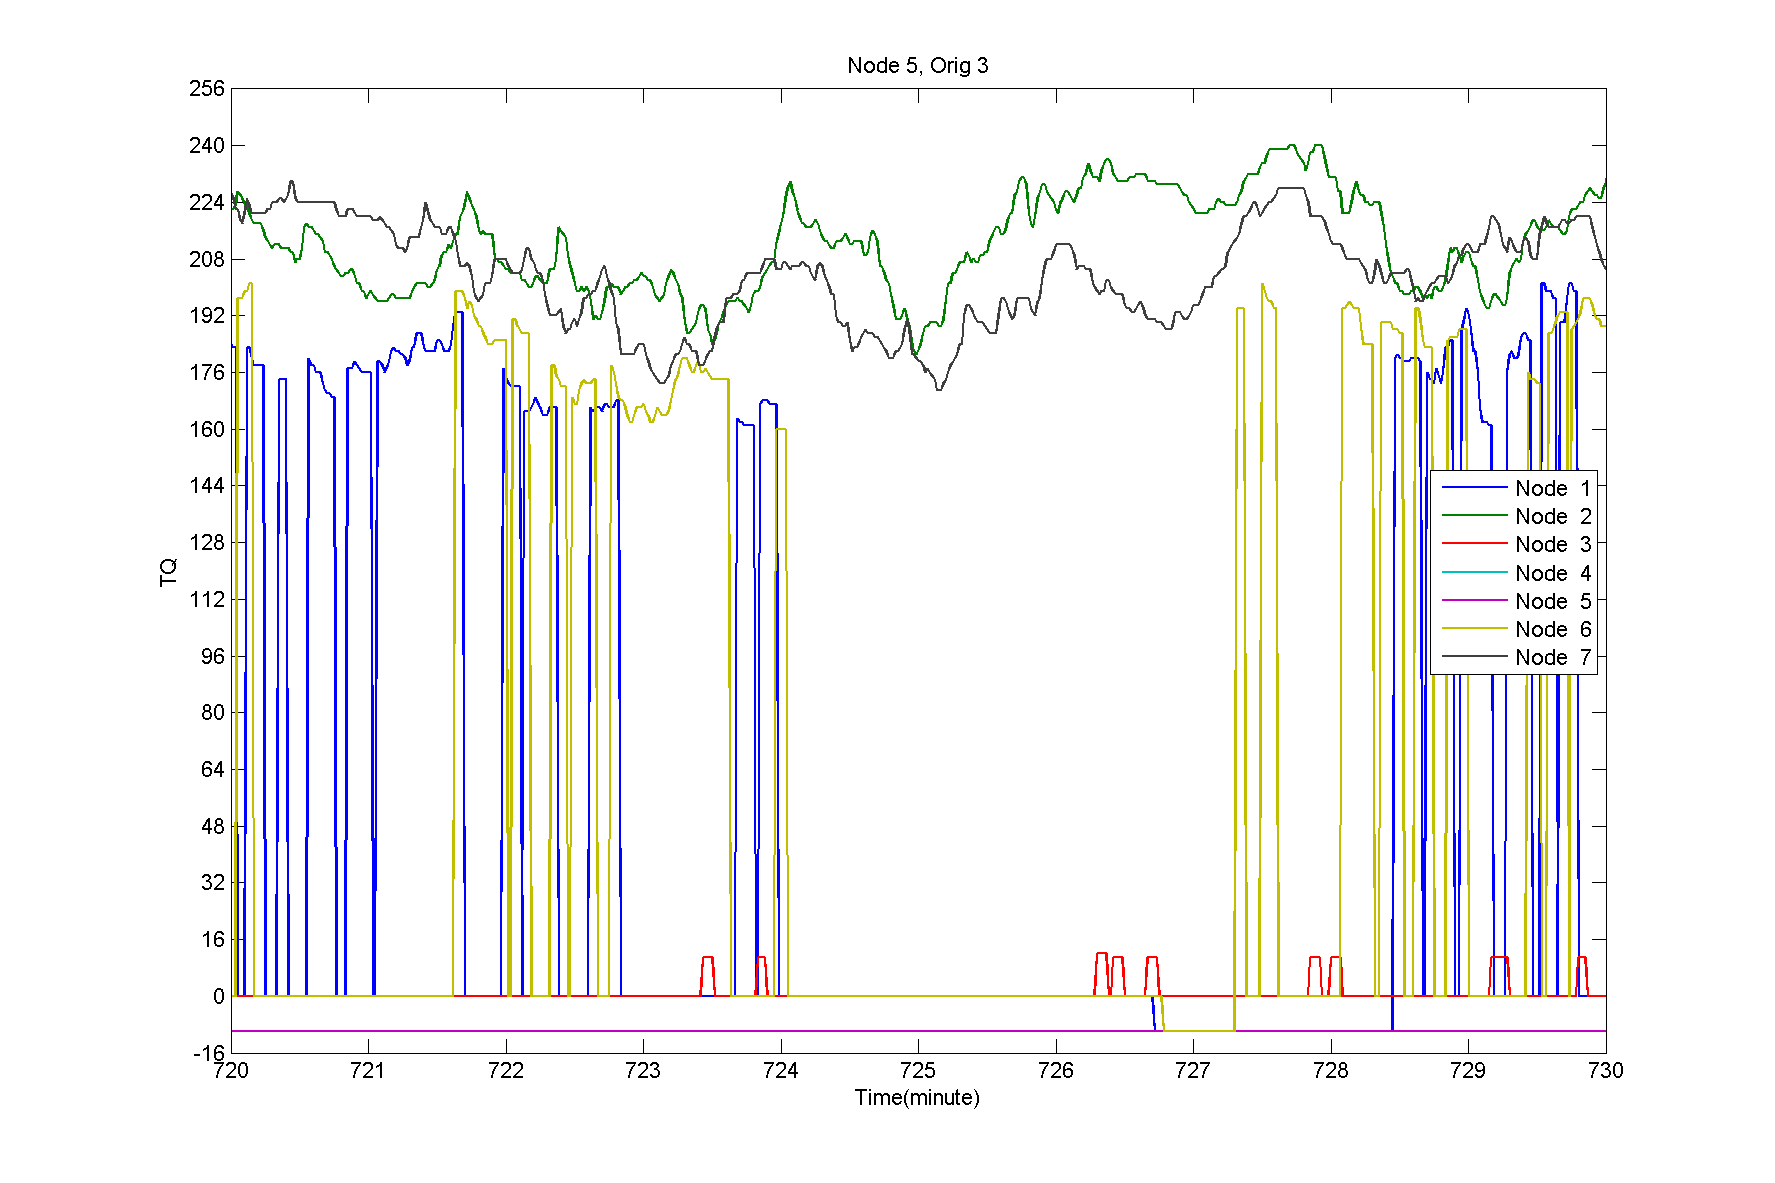 Node 5, Orig 3
256
240
224
208
192
176
160
144
128
112
96
80
64
48
32
16
0
-16
TQ
Node 1
Node 2
Node 3
Node 4
Node 5
Node 6
Node 7
720 721 722 723 724 725 726 727 728 729 730
Time(minute)